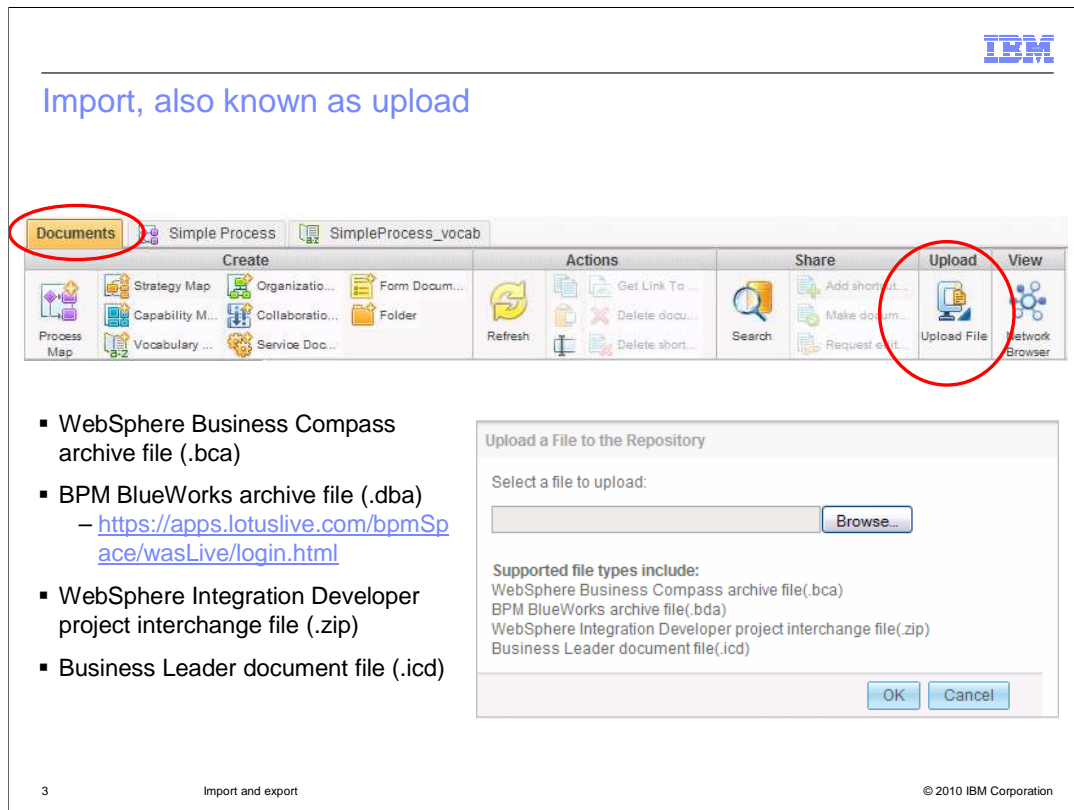 IBM
Import, also known as upload
Documents
Simple Process
SimpleProcess_vocab
Create
Actions
Share
Upload
View
Process
Map
Strategy Map
Capability M...
Vocabulary ...
Organizatio...
Collaboratio...
Service Doc...
Form Docum...
Folder
Refresh
Get Link To ...
Delete docu...
Delete short...
Search
Add shortcut...
Make docum...
Request edit...
Upload File
Network
Browser
▪ WebSphere Business Compass
archive file (.bca)
▪ BPM BlueWorks archive file (.dba)
– https://apps.lotuslive.com/bpmSp
ace/wasLive/login.html
▪ WebSphere Integration Developer
project interchange file (.zip)
▪ Business Leader document file (.icd)
Upload a File to the Repository
Select a file to upload:
Browse...
Supported file types include:
WebSphere Business Compass archive file(.bca)
BPM BlueWorks archive file(.bda)
WebSphere Integration Developer project interchange file(.zip)
Business Leader document file(.icd)
OK
Cancel
3
Import and export
© 2010 IBM Corporation